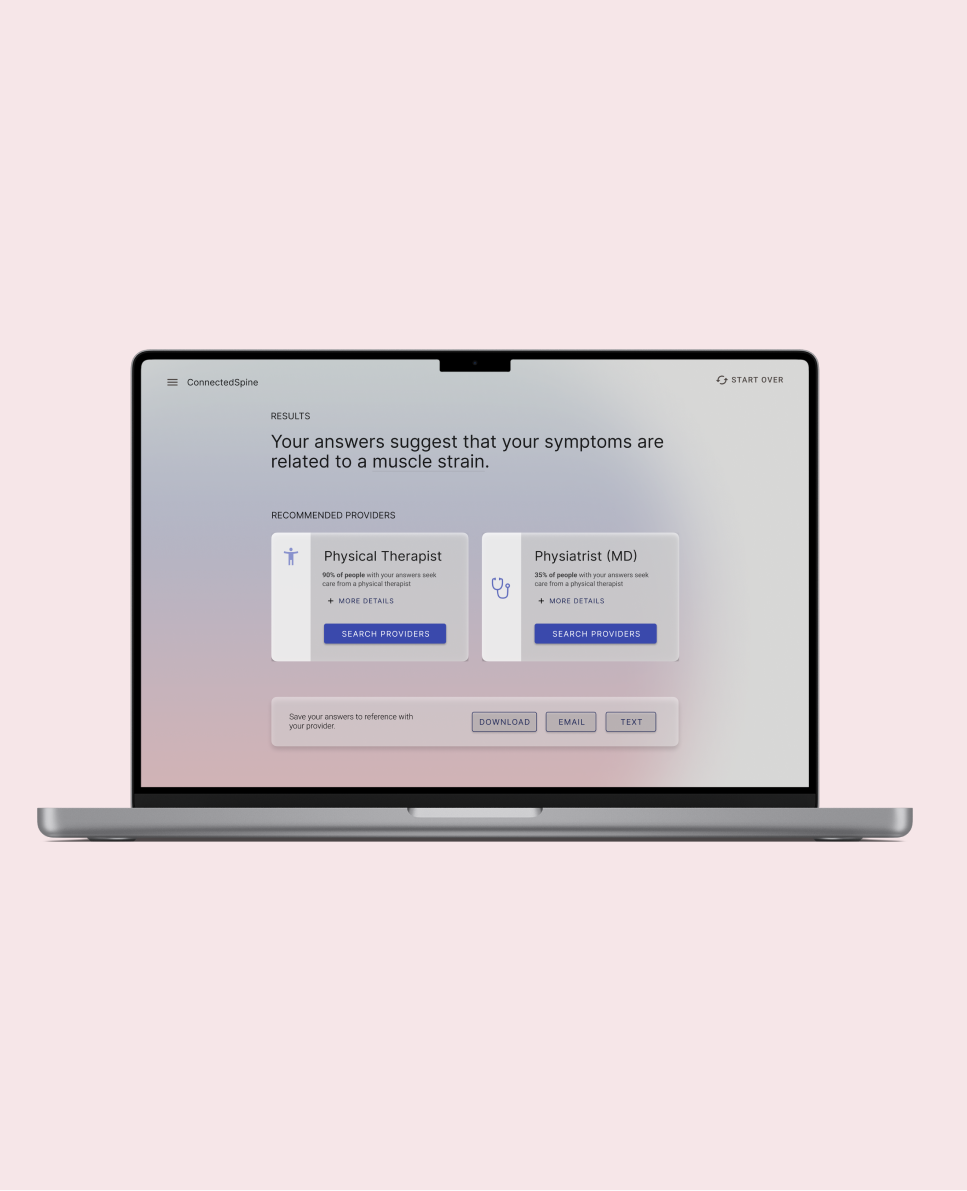 ConnectedSpine
START OVER
RESULTS
Your answers suggest that your symptoms are
related to a muscle strain.
RECOMMENDED PROVIDERS
Physical Therapist
90% of people with your answers seek
care from a physical therapist
+ MORE DETAILS
SEARCH PROVIDERS
Physiatrist (MD)
35% of people with your answers seek
care from a physical therapist
+ MORE DETAILS
SEARCH PROVIDERS
Save your answers to reference with
your provider.
DOWNLOAD
EMAIL
TEXT